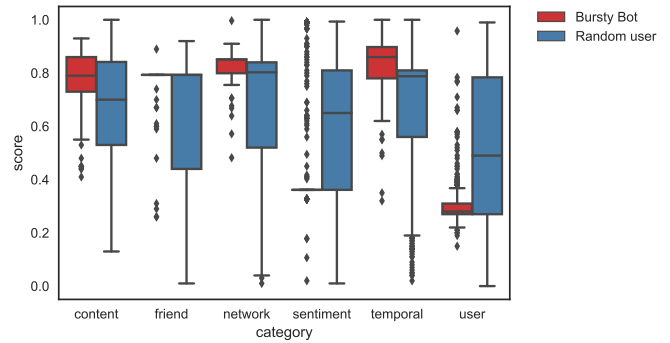 Bursty Bot
Random user
1.0
0.8
0.6
0.4
0.2
0.0
score
content friend network sentiment temporal user
category